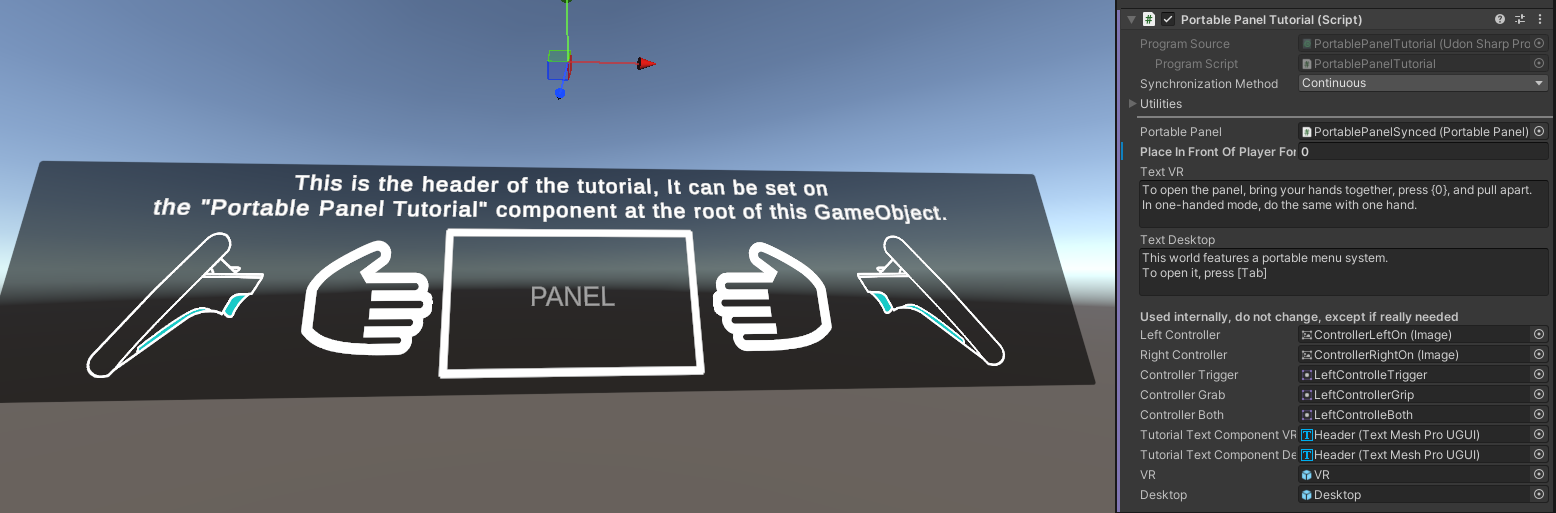 This is the header of the tutorial, It can be set on
the "Portable Panel Tutorial" component at the root of this GameObject.
PANEL
Portable Panel Tutorial (Script)
Program Source PortablePanelTutorial (Udon Sharp Pro
Program Script PortablePanelTutorial
Synchronization Method Continuous
Utilities
Portable Panel PortablePanelSynced (Portable Panel)
Place In Front Of Player For 0
Text VR
To open the panel, bring your hands together, press {0}, and pull apart.
In one-handed mode, do the same with one hand.
Text Desktop
This world features a portable menu system.
To open it, press [Tab]
Used internally, do not change, except if really needed
Left Controller ControllerLeftOn (Image)
Right Controller ControllerRightOn (Image)
Controller Trigger LeftControlleTrigger
Controller Grab LeftControllerGrip
Controller Both LeftControlleBoth
Tutorial Text Component VR Header (Text Mesh Pro UGUI)
Tutorial Text Component De Header (Text Mesh Pro UGUI)
VR VR
Desktop Desktop